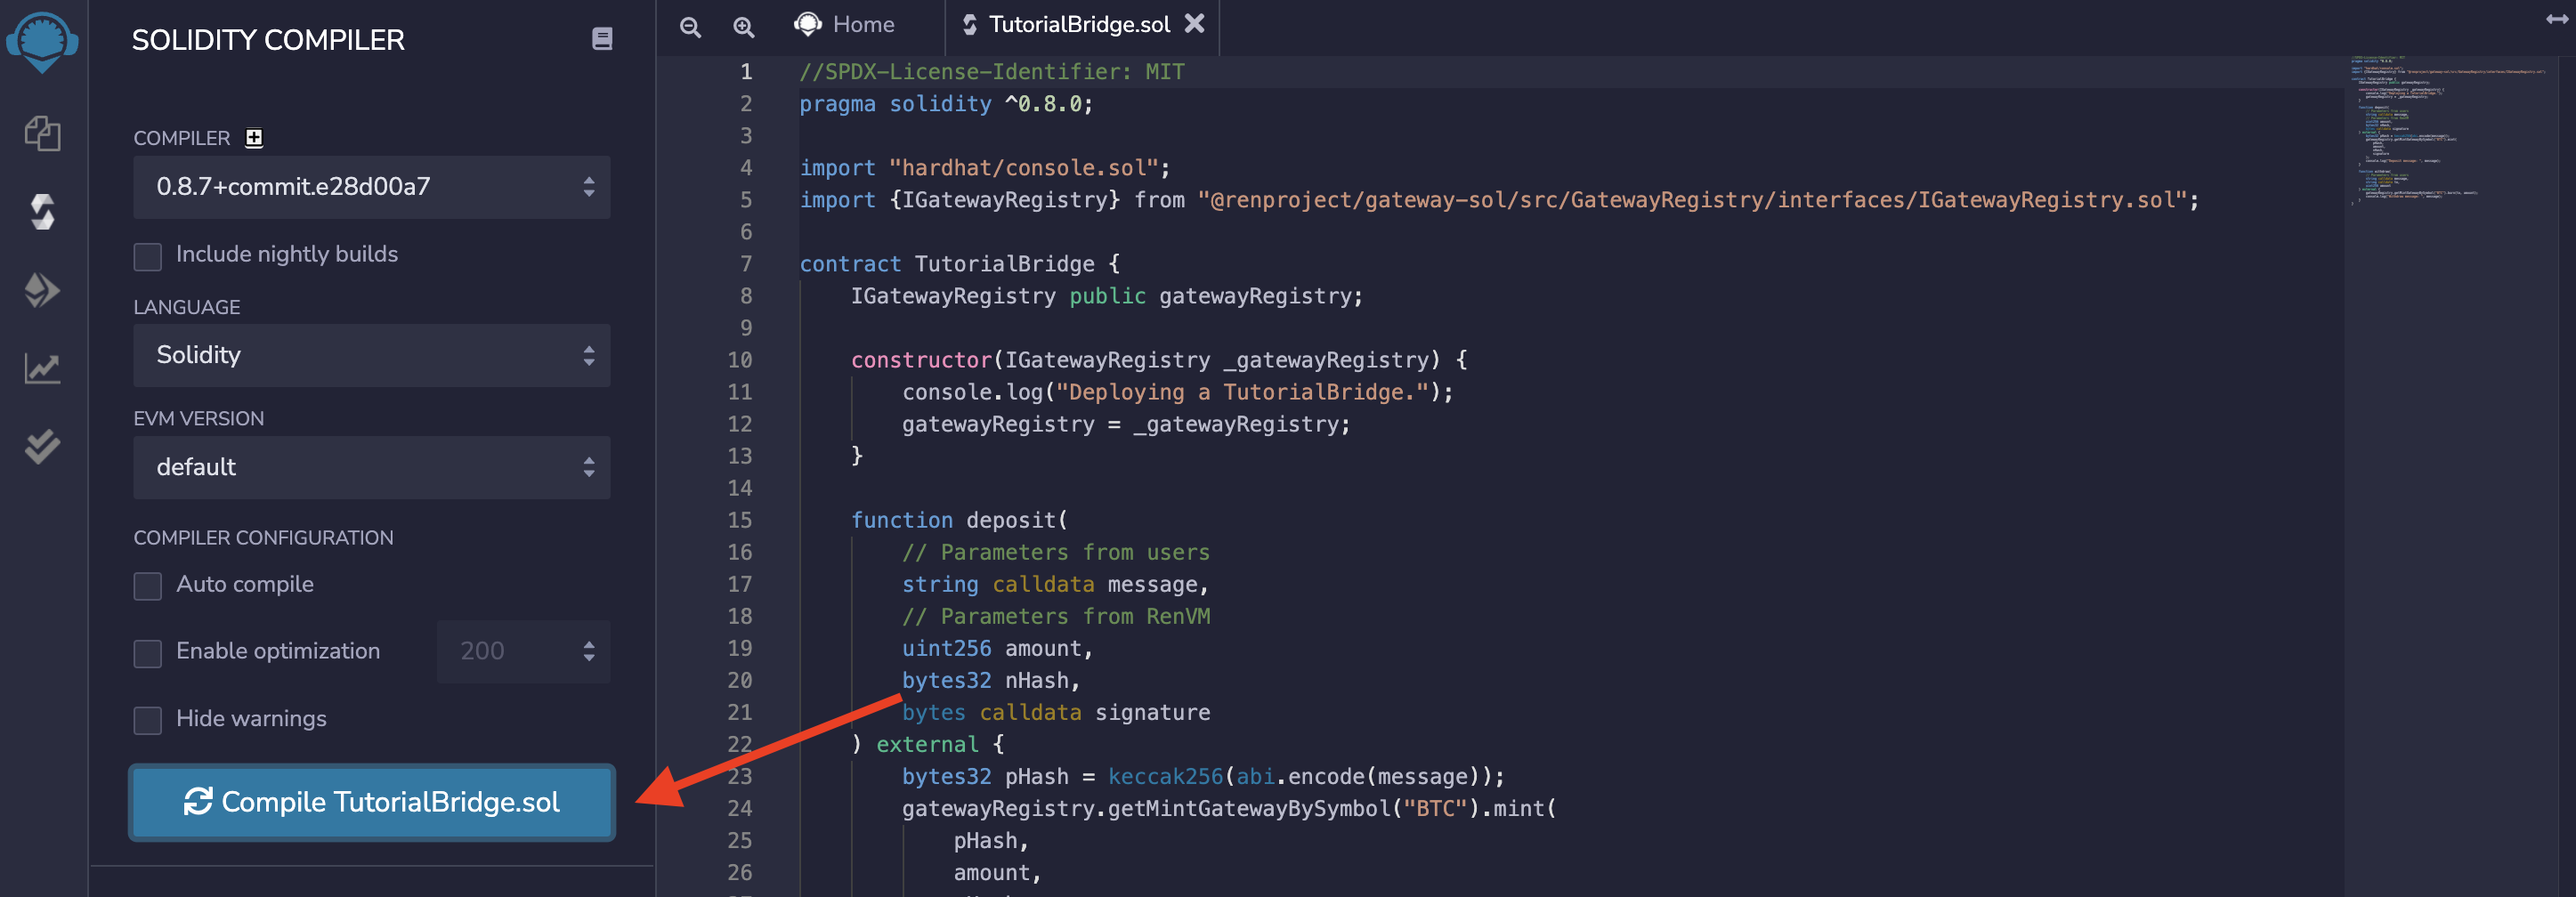 SOLIDITY COMPILER
COMPILER
0.8.7+commit.e28d00a7
Include nightly builds
LANGUAGE
Solidity
EVM VERSION
default
COMPILER CONFIGURATION
Auto compile
Enable optimization
200
Hide warnings
Compile TutorialBridge.sol
Home
TutorialBridge.sol
1 //SPDX-License-Identifier: MIT
2 pragma solidity ^0.8.0;
3
4 import "hardhat/console.sol";
5 import {IGatewayRegistry} from "@renproject/gateway-sol/src/GatewayRegistry/interfaces/IGatewayRegistry.sol";
6
7 contract TutorialBridge {
8 IGatewayRegistry public gatewayRegistry;
9
10 constructor(IGatewayRegistry _gatewayRegistry) {
11 console.log("Deploying a TutorialBridge.");
12 gatewayRegistry = _gatewayRegistry;
13 }
14
15 function deposit(
16 // Parameters from users
17 string calldata message,
18 // Parameters from RenVM
19 uint256 amount,
20 bytes32 nHash,
21 bytes calldata signature
22 ) external {
23 bytes32 pHash = keccak256(abi.encode(message));
24 gatewayRegistry.getMintGatewayBySymbol("BTC").mint(
25 pHash,
26 amount,